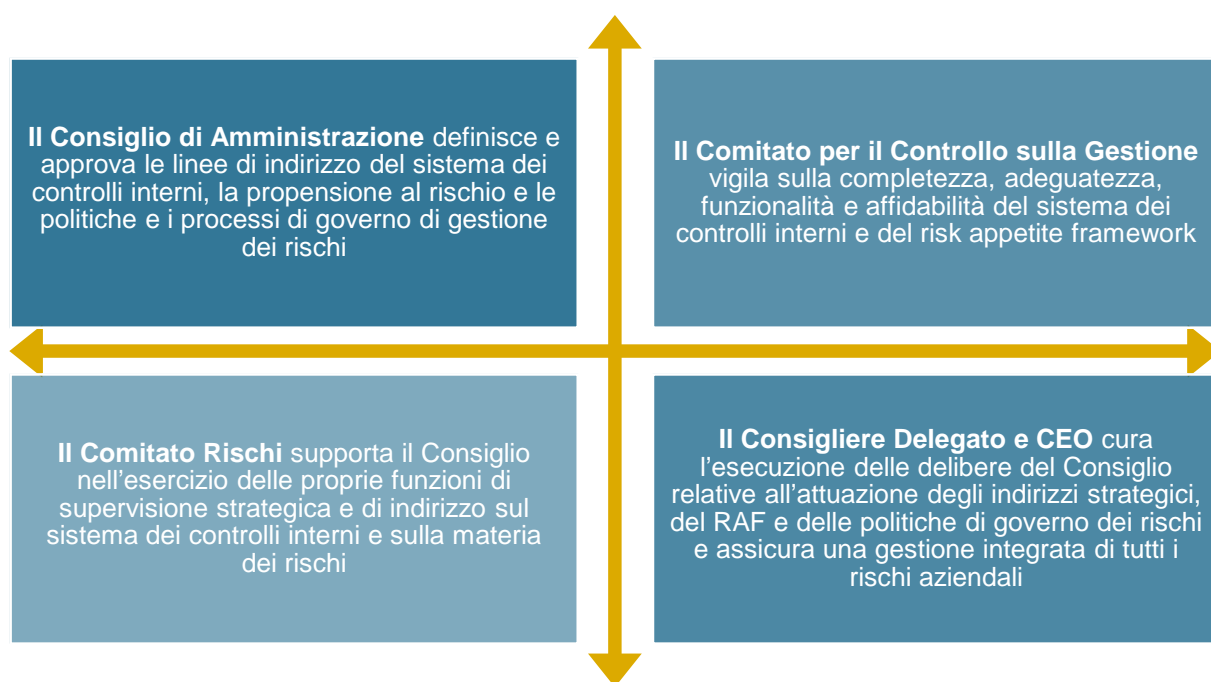 Il Consiglio di Amministrazione definisce e
approva le linee di indirizzo del sistema dei
controlli interni, la propensione al rischio e le
politiche e i processi di governo di gestione
dei rischi
Il Comitato per il Controllo sulla Gestione
vigila sulla completezza, adeguatezza,
funzionalità e affidabilità del sistema dei
controlli interni e del risk appetite framework
Il Comitato Rischi supporta il Consiglio
nell'esercizio delle proprie funzioni di
supervisione strategica e di indirizzo sul
sistema dei controlli interni e sulla materia
dei rischi
Il Consigliere Delegato e CEO cura
l’esecuzione delle delibere del Consiglio
relative all’attuazione degli indirizzi strategici,
del RAF e delle politiche di governo dei rischi
e assicura una gestione integrata di tutti i
rischi aziendali